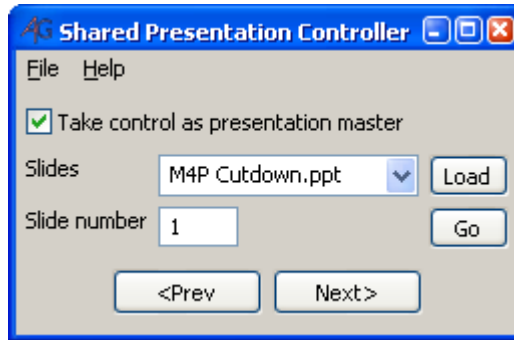 AG Shared Presentation Controller
File Help
Take control as presentation master
Slides M4P Cutdown.ppt Load
Slide number 1 Go
<Prev Next>